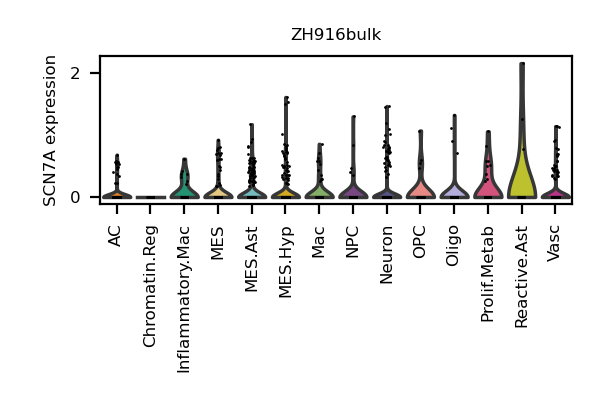 ZH916bulk
SCN7A expression
2
0
AC
Chromatin.Reg
Inflammatory.Mac
MES
MES.Ast
MES.Hyp
Mac
NPC
Neuron
OPC
Oligo
Prolif.Metab
Reactive.Ast
Vasc